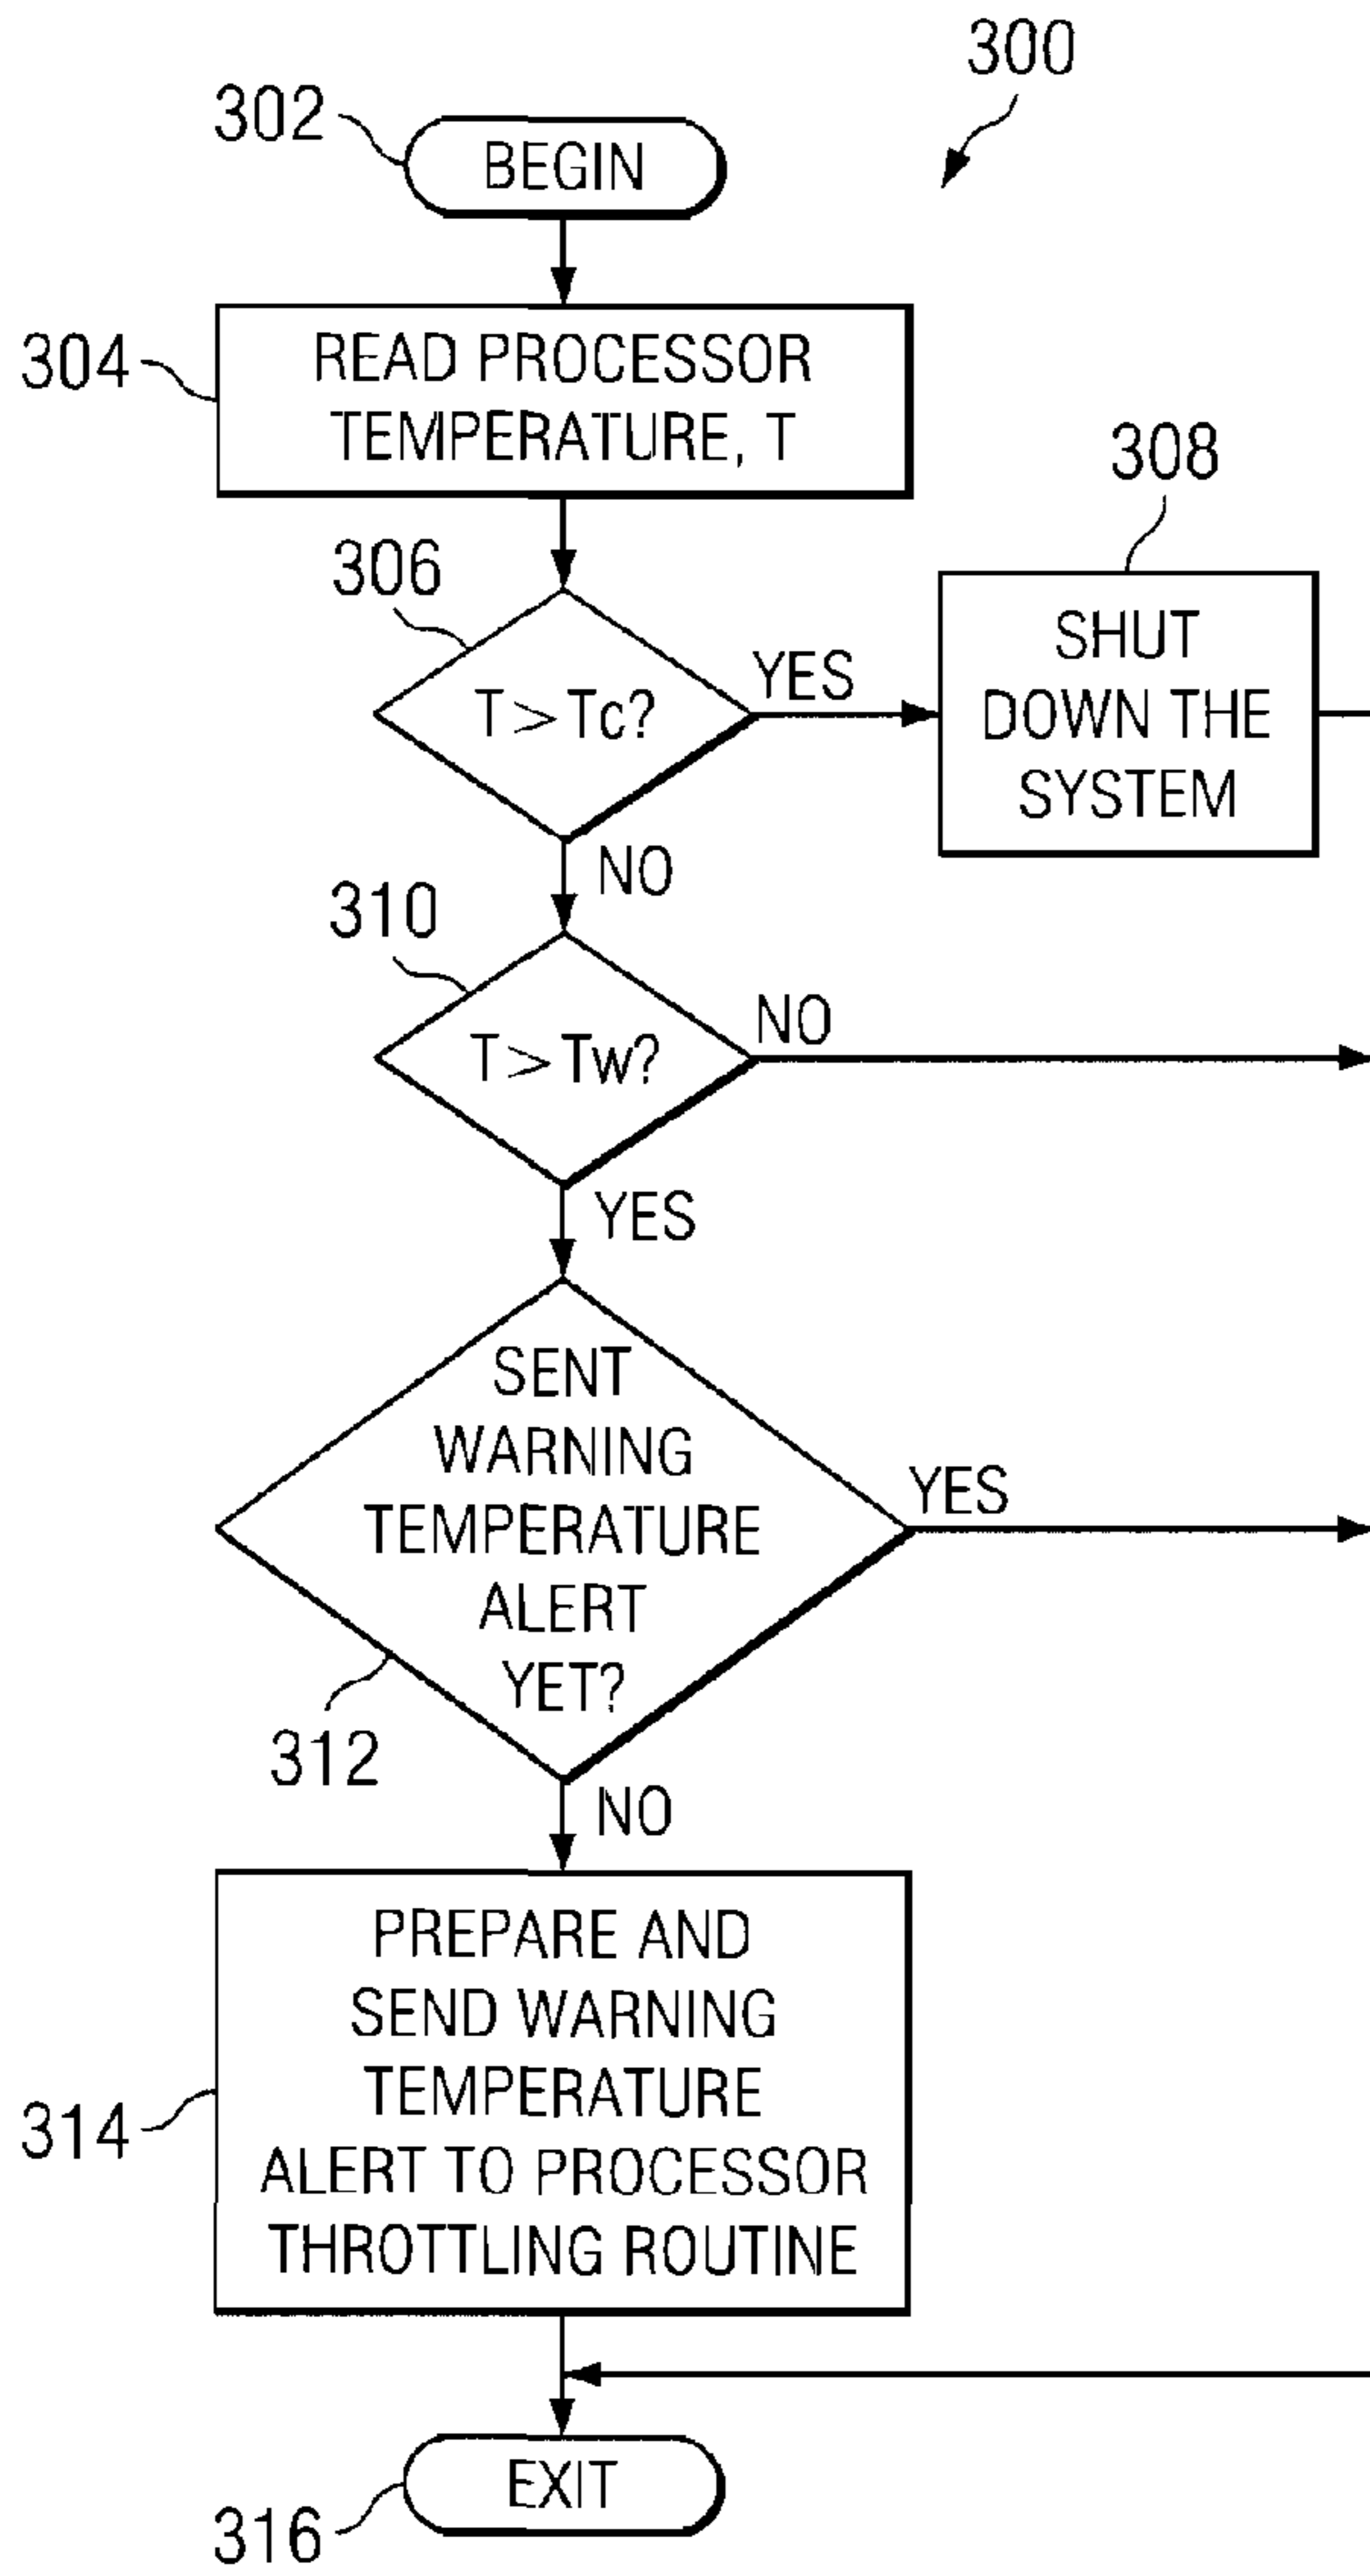 300
302
BEGIN
304
READ PROCESSOR
TEMPERATURE, T
306
T > Tc?
YES
308
SHUT
DOWN THE
SYSTEM
NO
310
T > Tw?
NO
YES
SENT
WARNING
TEMPERATURE
ALERT
YET?
YES
312
NO
314
PREPARE AND
SEND WARNING
TEMPERATURE
ALERT TO PROCESSOR
THROTTLING ROUTINE
EXIT
316